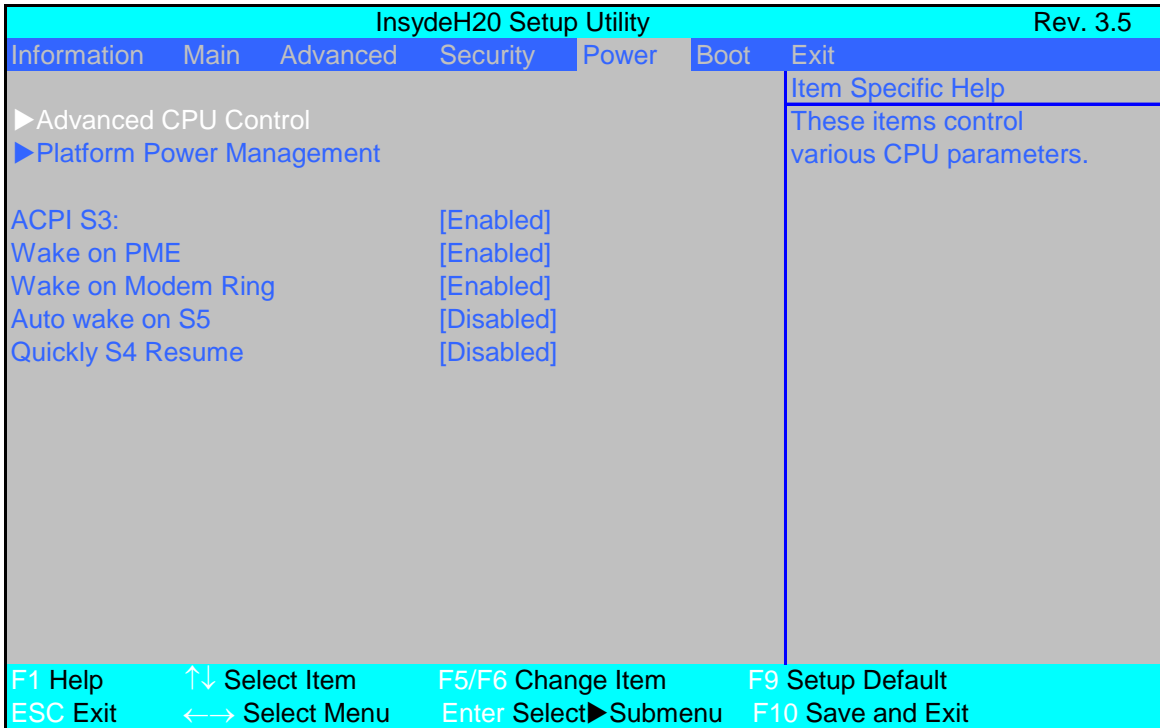 InsydeH20 Setup Utility Rev. 3.5
Information Main Advanced Security Power Boot Exit
Item Specific Help
▶Advanced CPU Control
These items control
▶Platform Power Management
various CPU parameters.
ACPI S3: [Enabled]
Wake on PME [Enabled]
Wake on Modem Ring [Enabled]
Auto wake on S5 [Disabled]
Quickly S4 Resume [Disabled]
F1 Help ↑↓ Select Item F5/F6 Change Item F9 Setup Default
ESC Exit ←→ Select Menu Enter Select▶Submenu F10 Save and Exit